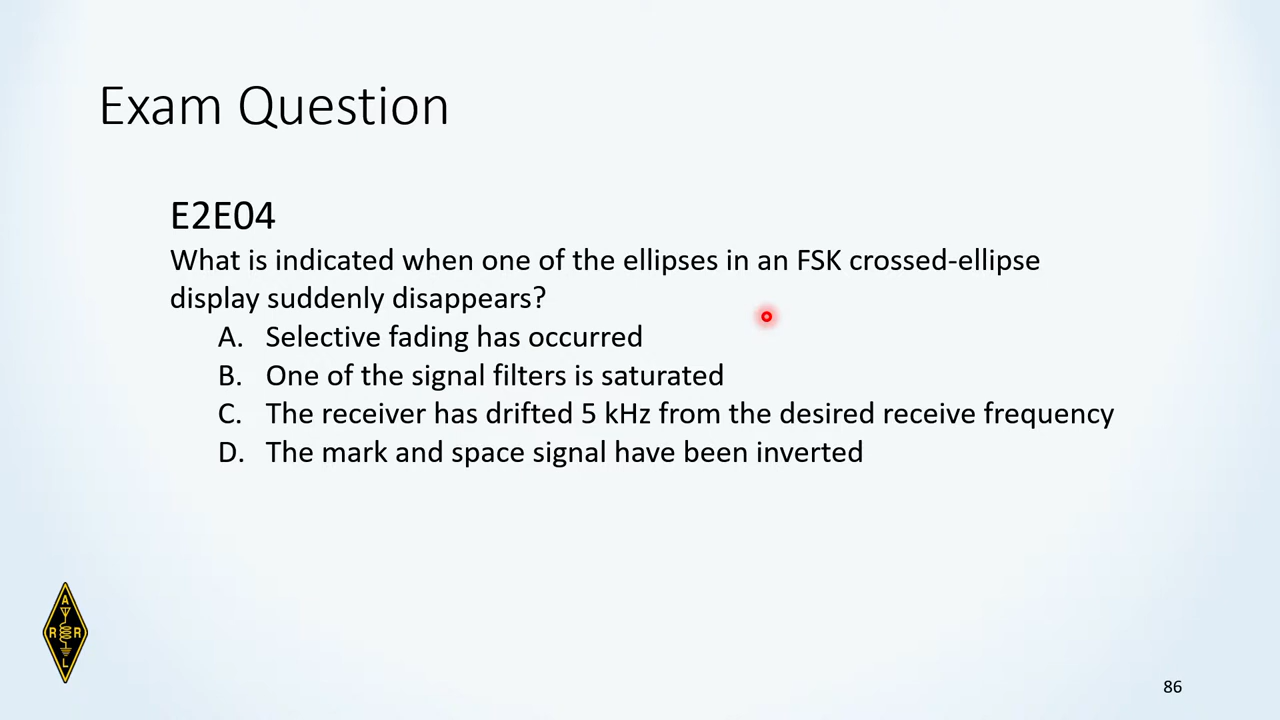 Exam Question
E2E04
What is indicated when one of the ellipses in an FSK crossed-ellipse
display suddenly disappears?
A. Selective fading has occurred
B. One of the signal filters is saturated
C. The receiver has drifted 5 kHz from the desired receive frequency
D. The mark and space signal have been inverted
A
R R
L
86